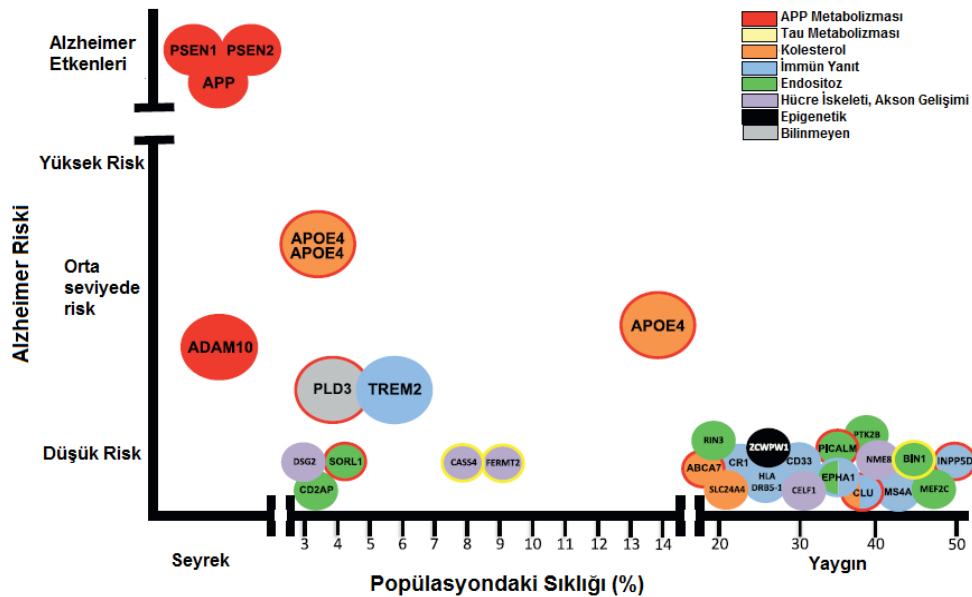 Alzheimer
Etkenleri
PSEN1
PSEN2
APP
APP Metabolizması
Tau Metabolizması
Kolesterol
İmmün Yanıt
Endositoz
Hücre İskeleti, Akson Gelişimi
Epigenetik
Bilinmeyen
Alzheimer Riski
Yüksek Risk
Orta
seviyede
risk
Düşük Risk
APOE4
APOE4
APOE4
ADAM10
PLD3
TREM2
DSG2
SORL1
CD2AP
CASS4
FERMT2
RIN3
ABCA7
SLC24A4
CR1
ZCWPW1
HLA
DRB5-1
CD33
CELF1
PICALM
EPHA1
PTK2B
NME8
CLU
MS4A
BIN1
MEF2C
INPP5D
3 4 5 6 7 8 9 10 11 12 13 14 20 30 40 50
Seyrek
Yaygın
Popülasyondaki Sıklığı (%)